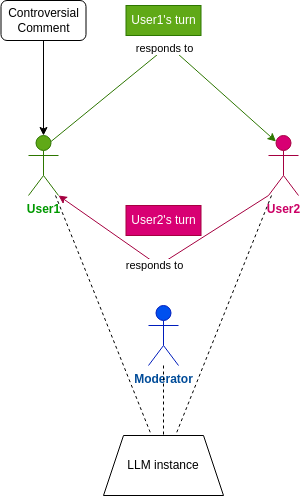 Controversial
Comment
User1's turn
responds to
User1
User2
User2's turn
responds to
Moderator
LLM instance